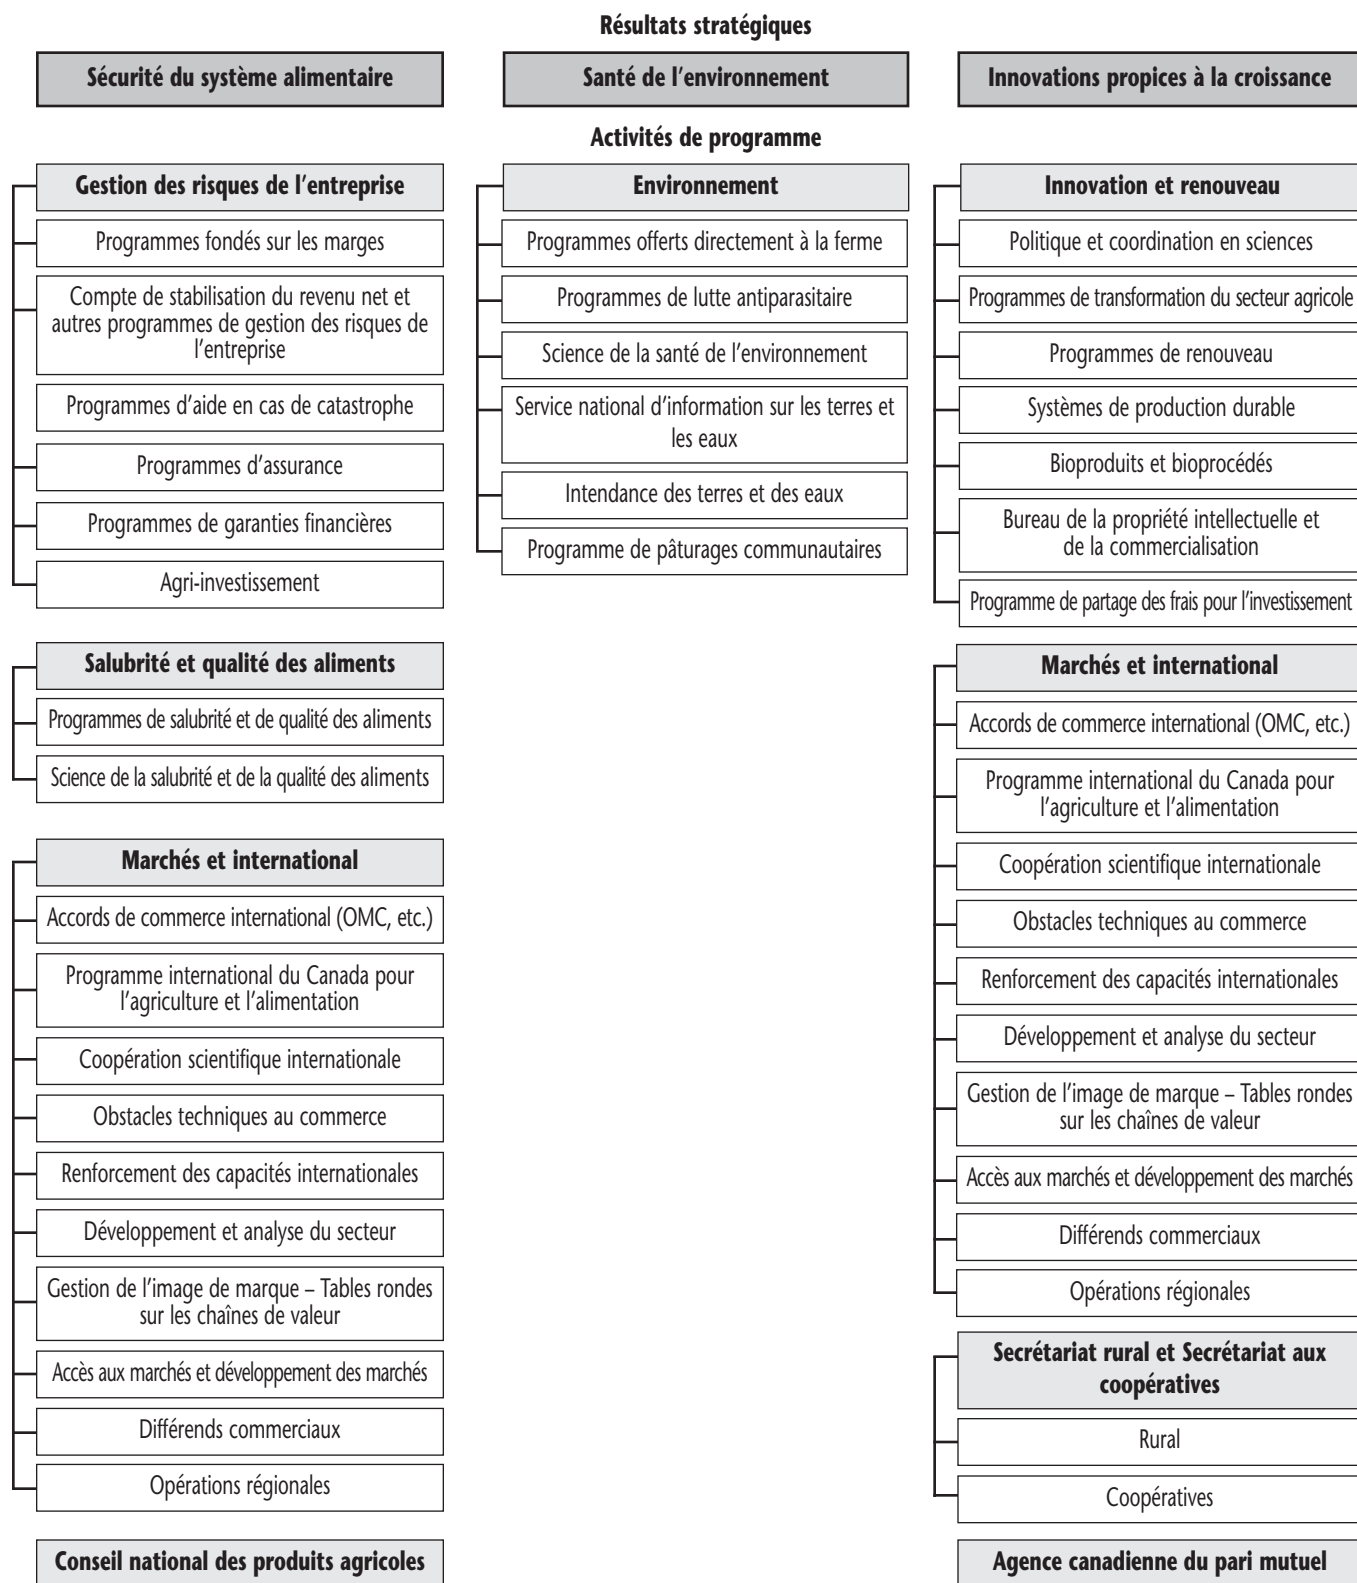 Résultats stratégiques
Sécurité du système alimentaire
Santé de l'environnement
Innovations propices à la croissance
Activités de programme
Gestion des risques de l'entreprise
Programmes fondés sur les marges
Compte de stabilisation du revenu net et
autres programmes de gestion des risques de
l'entreprise
Programmes d'aide en cas de catastrophe
Programmes d'assurance
Programmes de garanties financières
Agri-investissement
Salubrité et qualité des aliments
Programmes de salubrité et de qualité des aliments
Science de la salubrité et de la qualité des aliments
Marchés et international
Accords de commerce international (OMC, etc.)
Programme international du Canada pour
l'agriculture et l'alimentation
Coopération scientifique internationale
Obstacles techniques au commerce
Renforcement des capacités internationales
Développement et analyse du secteur
Gestion de l'image de marque – Tables rondes
sur les chaînes de valeur
Accès aux marchés et développement des marchés
Différends commerciaux
Opérations régionales
Conseil national des produits agricoles
Environnement
Programmes offerts directement à la ferme
Programmes de lutte antiparasitaire
Science de la santé de l'environnement
Service national d'information sur les terres et
les eaux
Intendance des terres et des eaux
Programme de pâturages communautaires
Innovation et renouveau
Politique et coordination en sciences
Programmes de transformation du secteur agricole
Programmes de renouveau
Systèmes de production durable
Bioproduits et bioprocédés
Bureau de la propriété intellectuelle et
de la commercialisation
Programme de partage des frais pour l'investissement
Marchés et international
Accords de commerce international (OMC, etc.)
Programme international du Canada pour
l'agriculture et l'alimentation
Coopération scientifique internationale
Obstacles techniques au commerce
Renforcement des capacités internationales
Développement et analyse du secteur
Gestion de l'image de marque – Tables rondes
sur les chaînes de valeur
Accès aux marchés et développement des marchés
Différends commerciaux
Opérations régionales
Secrétariat rural et Secrétariat aux
coopératives
Rural
Coopératives
Agence canadienne du pari mutuel